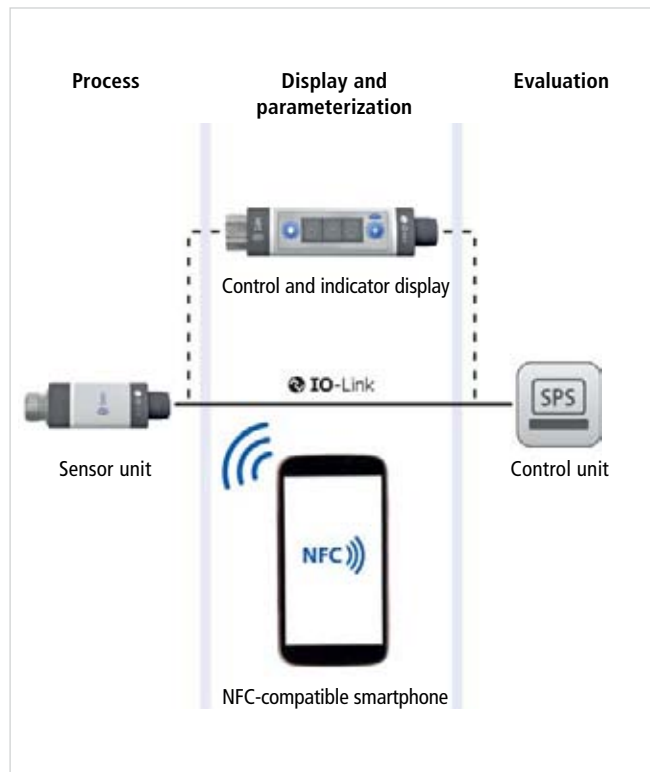 Process
Display and
parameterization
Evaluation
Control and indicator display
IO-Link
SPS
Sensor unit
Control unit
NFC
NFC-compatible smartphone